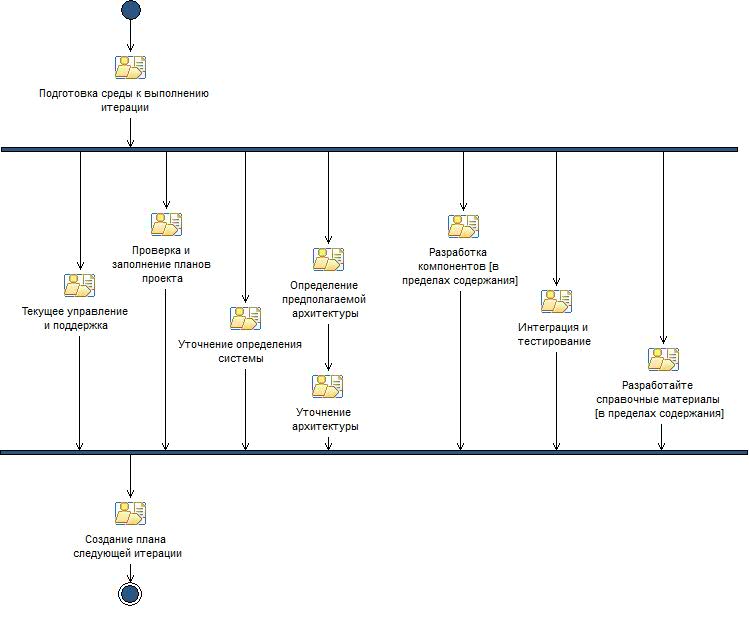 Подготовка среды к выполнению
итерации
Текущее управление
и поддержка
Проверка и
заполнение планов
проекта
Уточнение определения
системы
Определение
предполагаемой
архитектуры
Уточнение
архитектуры
Разработка
компонентов [в
пределах содержания]
Интеграция и
тестирование
Разработайте
справочные материалы
[в пределах содержания]
Создание плана
следующей итерации